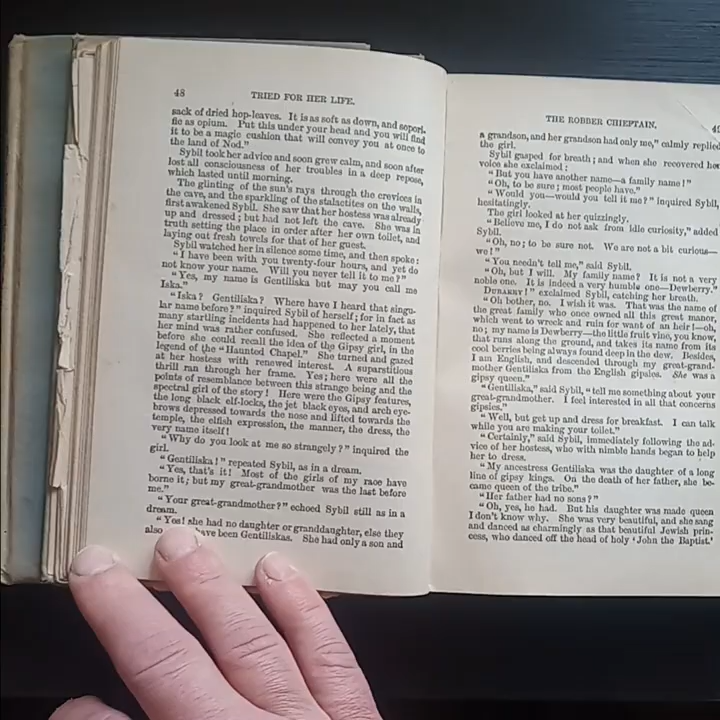 48 TRIED FOR HER LIFE.
sack of dried hop-leaves. It is as soft as down, and sopori-
fic as opium. Put this under your head and you will find
it to be a magic cushion that will convey you at once to
the land of Nod."
Sybil took her advice and soon grew calm, and soon after
lost all consciousness of her troubles in a deep repose,
which lasted until morning.
The glinting of the sun's rays through the crevices in
the cave, and the sparkling of the stalactites on the walls,
first awakened Sybil. She saw that her hostess was already
up and dressed; but had not left the cave. She was in
truth setting the place in order after her own toilet, and
laying out fresh towels for that of her guest.
Sybil watched her in silence some time, and then spoke:
"I have been with you twenty-four hours, and yet do
not know your name. Will you never tell it to me?"
"Yes, my name is Gentiliska but may you call me
Iska."
"Iska? Gentiliska? Where have I heard that singu-
lar name before?" inquired Sybil of herself; for in fact as
many startling incidents had happened to her lately, that
her mind was rather confused. She reflected a moment
before she could recall the idea of the Gipsy girl, in the
legend of the "Haunted Chapel." She turned and gazed
at her hostess with renewed interest. A superstitious
thrill ran through her frame. Yes; here were all the
points of resemblance between this strange being and the
spectral girl of the story! Here were the Gipsy features,
the long black elf-locks, the jet black eyes, and arch eye-
brows depressed towards the nose and lifted towards the
temple, the elfish expression, the manner, the dress, the
very name itself!
"Why do you look at me so strangely?" inquired the
girl.
"Gentiliska!" repeated Sybil, as in a dream.
"Yes, that's it! Most of the girls of my race have
borne it; but my great-grandmother was the last before
me."
"Your great-grandmother?" echoed Sybil still as in a
dream.
"Yes! she had no daughter or granddaughter, else they
also have been Gentiliskas. She had only a son and
THE ROBBER CHIEFTAIN.
a grandson, and her grandson had only me," calmly replied
the girl.
Sybil gasped for breath; and when she recovered her
voice she exclaimed:
"But you have another name—a family name!"
"Oh, to be sure; most people have."
"Would you—would you tell it me?" inquired Sybil,
hesitatingly.
The girl looked at her quizzingly.
"Believe me, I do not ask from idle curiosity," added
Sybil.
"Oh, no; to be sure not. We are not a bit curious—
we!"
"You needn't tell me," said Sybil.
"Oh, but I will. My family name? It is not a very
noble one. It is indeed a very humble one—Dewberry."
exclaimed Sybil, catching her breath.
"Oh bother, no. I wish it was. That was the name of
the great family who once owned all this great manor,
which went to wreck and ruin for want of an heir!—oh,
no; my name is Dewberry—the little fruit vine, you know,
that runs along the ground, and takes its name from its
cool berries being always found deep in the dew. Besides,
I am English, and descended through my great-grand-
mother Gentiliska from the English gipsies. She was a
gipsy queen."
"Gentiliska," said Sybil, "tell me something about your
great-grandmother. I feel interested in all that concerns
gipsies."
"Well, but get up and dress for breakfast. I can talk
while you are making your toilet."
"Certainly," said Sybil, immediately following the ad-
vice of her hostess, who with nimble hands began to help
her to dress.
"My ancestress Gentiliska was the daughter of a long
line of gipsy kings. On the death of her father, she be-
came queen of the tribe."
"Her father had no sons?"
"Oh, yes, he had. But his daughter was made queen
I don't know why. She was very beautiful, and she sang
and danced as charmingly as that beautiful Jewish prin-
cess, who danced off the head of holy 'John the Baptist.'